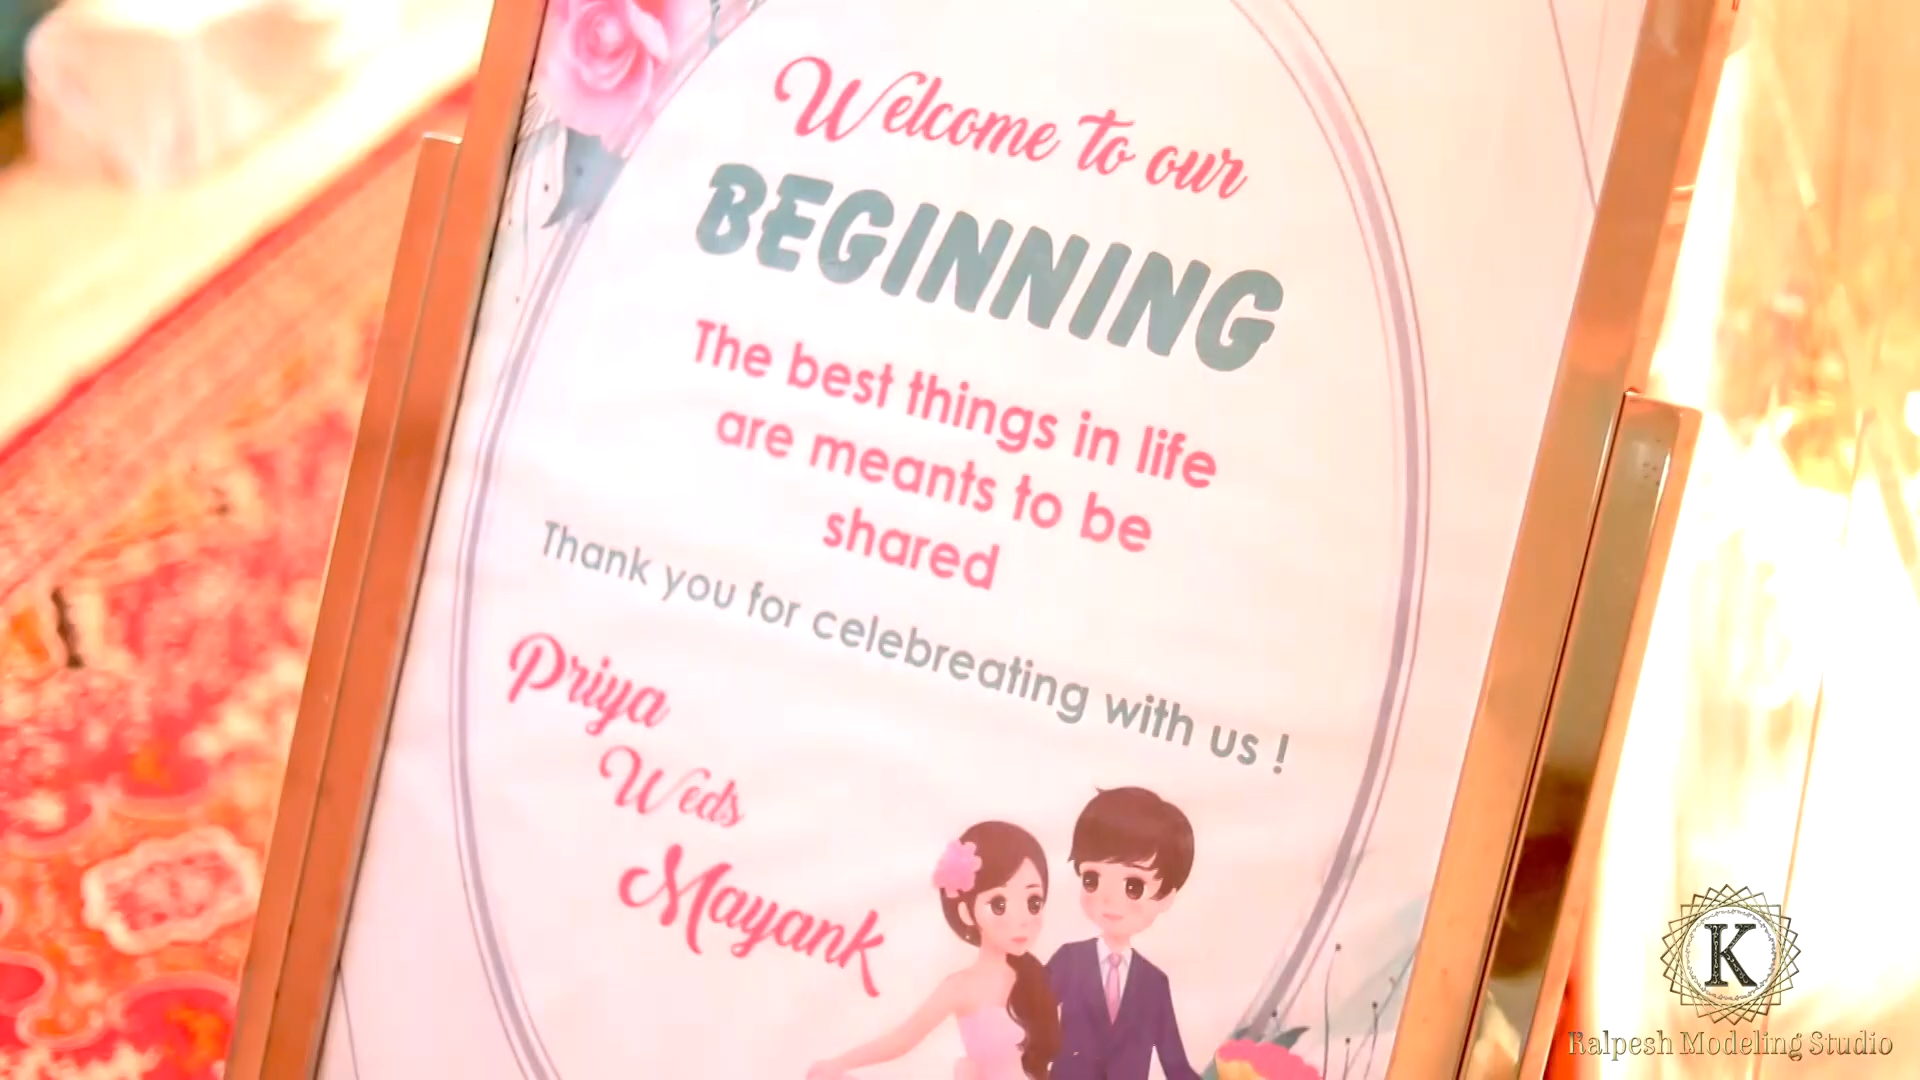 Welcome to our
BEGINNING
The best things in life
are meants to be
shared
Thank you for celebreating with us !
Priya
Weds
Mayank
K
Kalpesh Modeling Studio